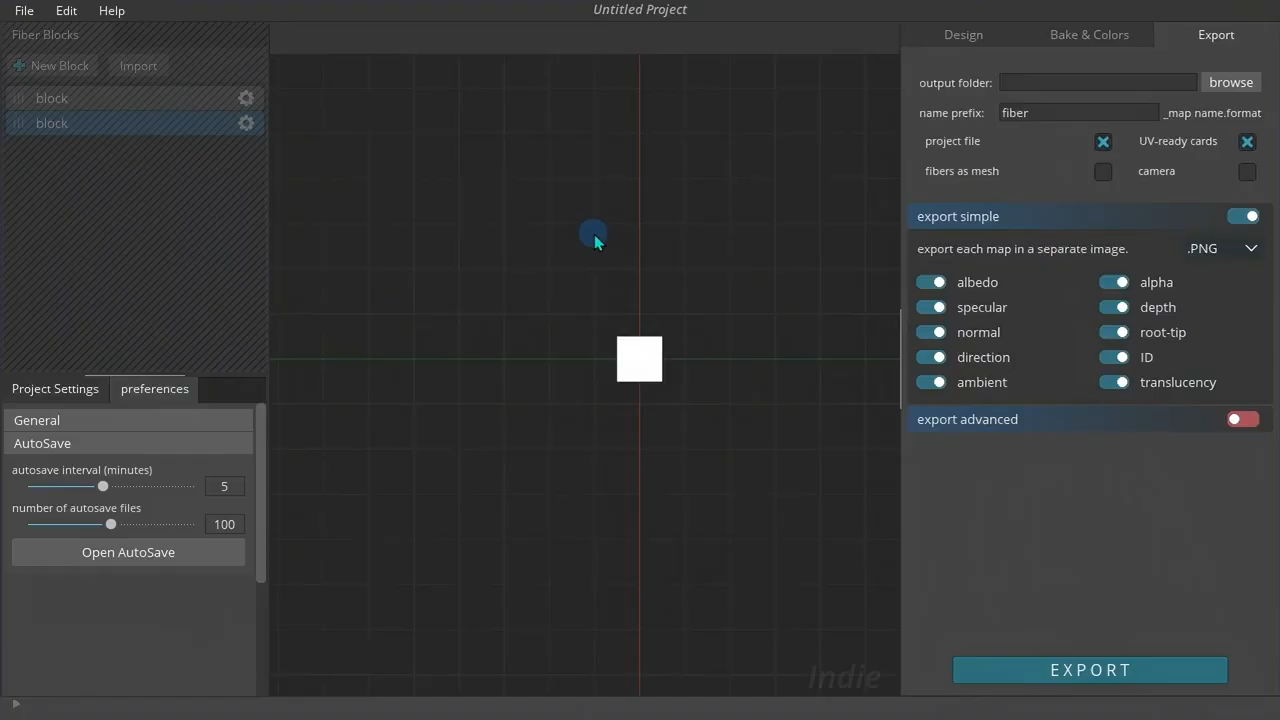 File Edit Help
Untitled Project
Fiber Blocks
New Block Import
block
block
Project Settings preferences
General
AutoSave
autosave interval (minutes)
5
number of autosave files
100
Open AutoSave
Indie
Design Bake & Colors Export
output folder: browse
name prefix: fiber _map name.format
project file UV-ready cards
fibers as mesh camera
export simple
export each map in a separate image. .PNG
albedo alpha
specular depth
normal root-tip
direction ID
ambient translucency
export advanced
EXPORT